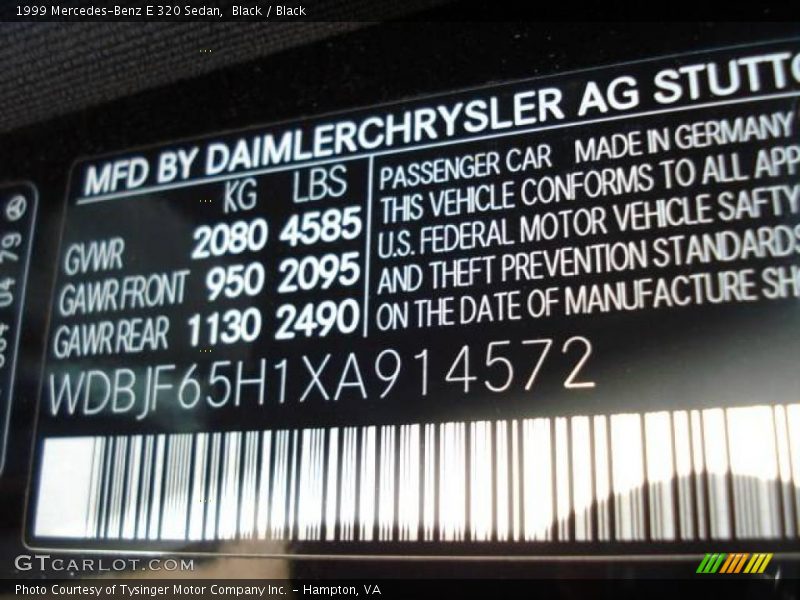 1999 Mercedes-Benz E 320 Sedan, Black / Black
MFD BY DAIMLERCHRYSLER AG
KG LBS
GVWR 2080 4585
GAWR FRONT 950 2095
GAWR REAR 1130 2490
PASSENGER CAR MADE IN GERMANY
THIS VEHICLE CONFORMS TO ALL
U.S. FEDERAL MOTOR VEHICLE SAFTY
AND THEFT PREVENTION STANDARDS
ON THE DATE OF MANUFACTURE
WDBJF65H1XA914572
04 79
GTCARLOT.COM
Photo Courtesy of Tysinger Motor Company Inc. - Hampton, VA